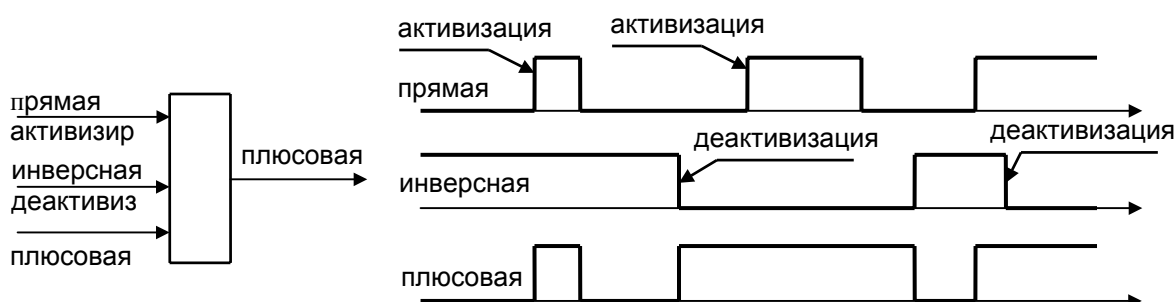 прямая
активизир
инверсная
деактивиз
плюсовая
плюсовая
активизация
активизация
прямая
деактивизация
деактивизация
инверсная
плюсовая